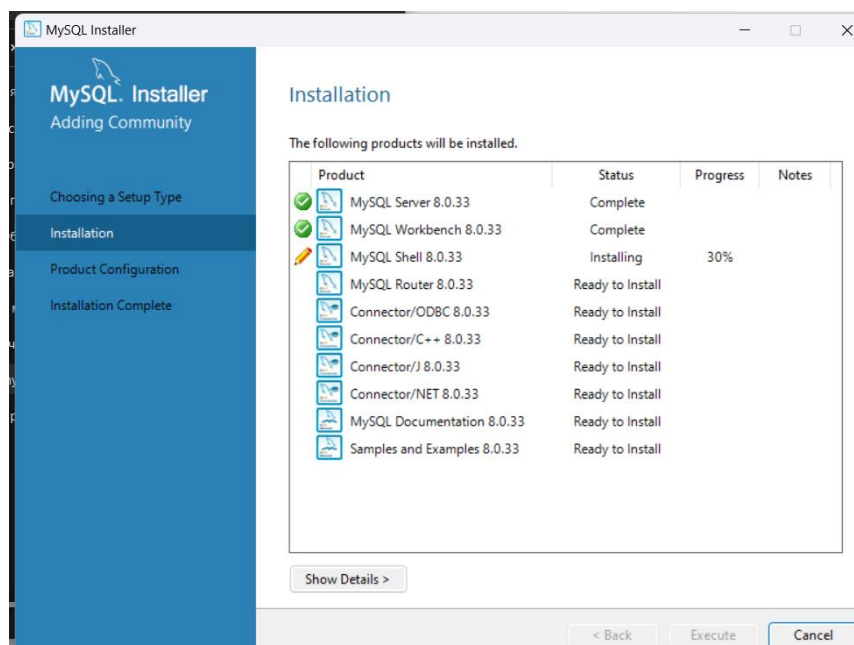 MySQL Installer
MySQL. Installer
Adding Community
Choosing a Setup Type
Installation
Product Configuration
Installation Complete
Installation
The following products will be installed.
Product Status Progress Notes
MySQL Server 8.0.33 Complete
MySQL Workbench 8.0.33 Complete
MySQL Shell 8.0.33 Installing 30%
MySQL Router 8.0.33 Ready to Install
Connector/ODBC 8.0.33 Ready to Install
Connector/C++ 8.0.33 Ready to Install
Connector/J 8.0.33 Ready to Install
Connector/NET 8.0.33 Ready to Install
MySQL Documentation 8.0.33 Ready to Install
Samples and Examples 8.0.33 Ready to Install
Show Details >
< Back Execute Cancel